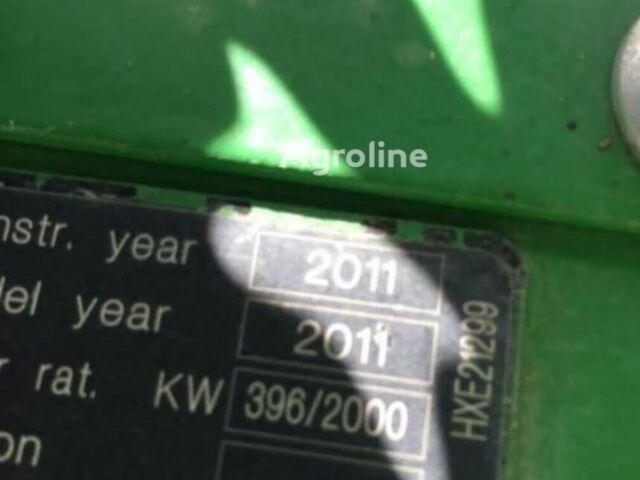 Agroline
nstr. year 2011
del year 2011
r rat. KW 396/2000
on
HXE21299